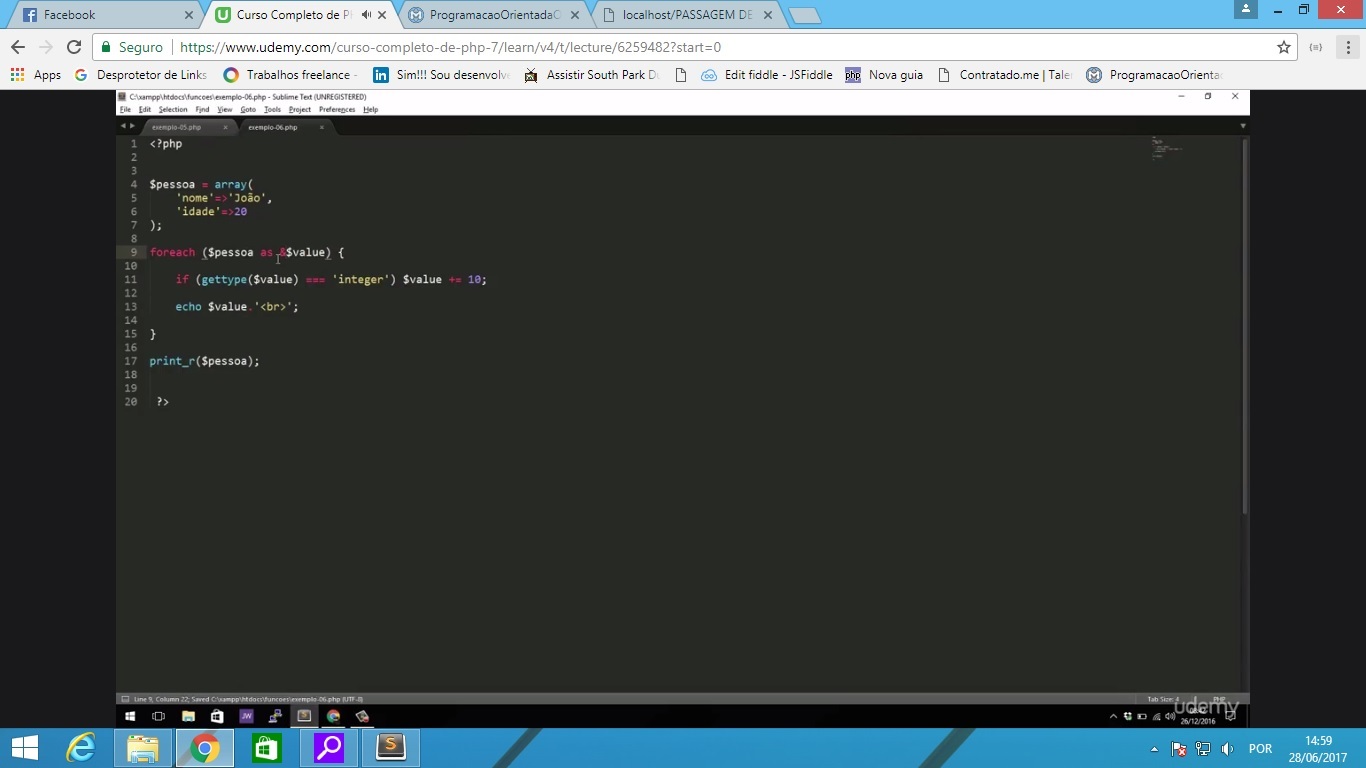 Facebook
Curso Completo de P
ProgramacaoOrientadaO
localhost/PASSAGEM DE
Seguro
https://www.udemy.com/curso-completo-de-php-7/learn/v4/t/lecture/6259482?start=0
Apps
Desprotetor de Links
Trabalhos freelance -
Sim!!! Sou desenvolve
Assistir South Park D
Edit fiddle - JSFiddle
php Nova guia
Contratado.me | Tale
ProgramacaoOrienta
C:\xampp\htdocs\funcoes\exemplo-06.php - Sublime Text (UNREGISTERED)
File Edit Selection Find View Goto Tools Project Preferences Help
exemplo-05.php
exemplo-06.php
1 <?php
2
3
4 $pessoa = array(
5 'nome'=>'João',
6 'idade'=>20
7 );
8
9 foreach ($pessoa as &$value) {
10
11 if (gettype($value) === 'integer') $value += 10;
12
13 echo $value.'<br>';
14
15 }
16
17 print_r($pessoa);
18
19
20 ?>
Line 9, Column 22; Saved C:\xampp\htdocs\funcoes\exemplo-06.php (UTF-8)
Tab Size: 4
PHP
udemy
JW
26/12/2016
POR
14:59
28/06/2017